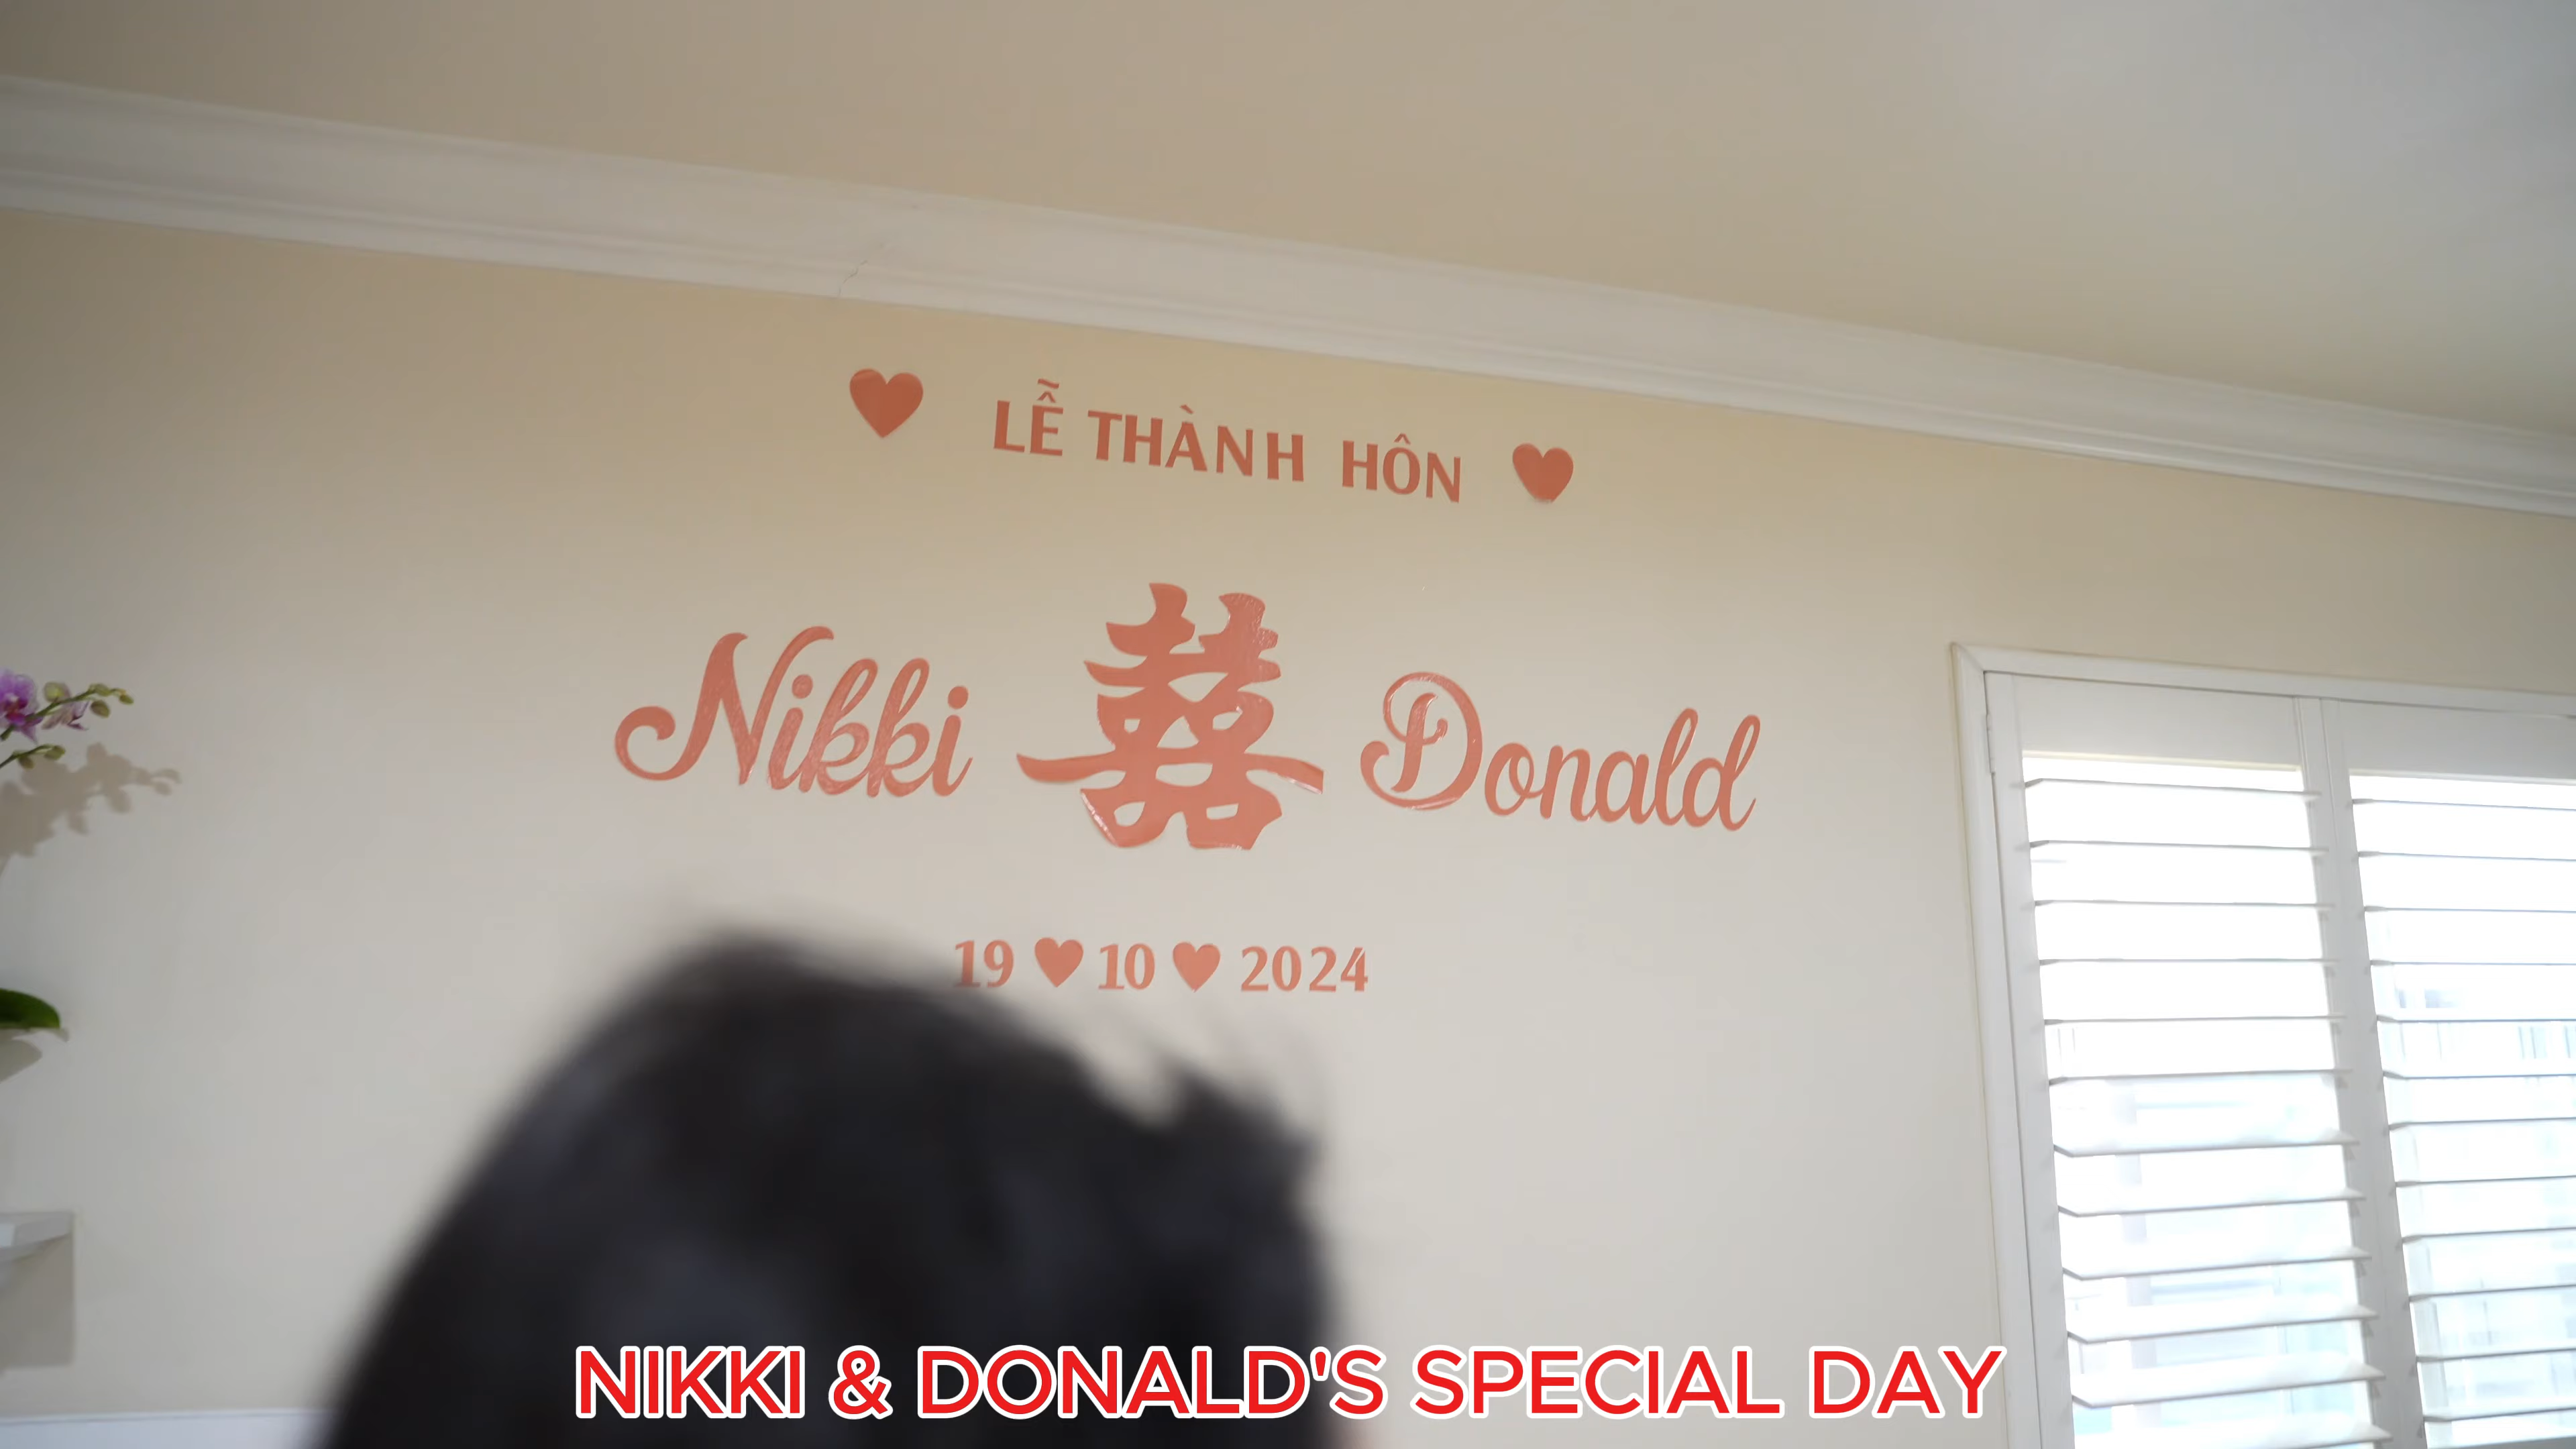 LỄ THÀNH HÔN
Nikki 囍 Donald
19 10 2024
NIKKI & DONALD'S SPECIAL DAY